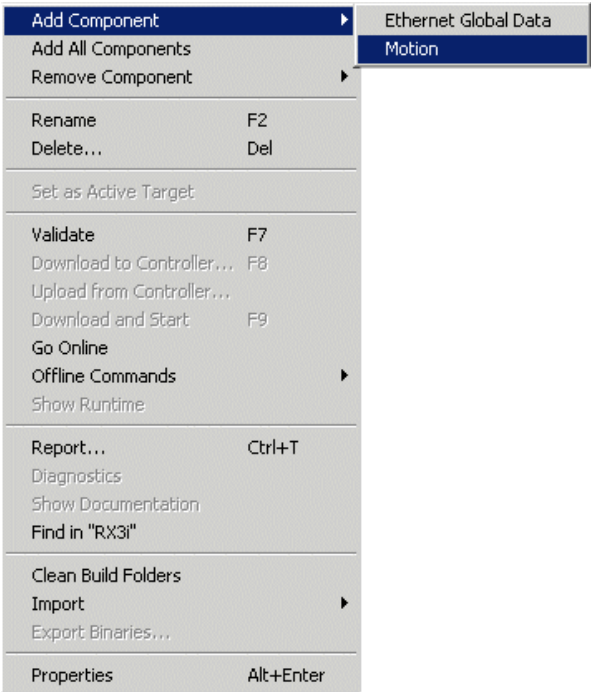 Add Component
Ethernet Global Data
Add All Components
Motion
Remove Component
Rename F2
Delete... Del
Set as Active Target
Validate F7
Download to Controller... F8
Upload from Controller...
Download and Start F9
Go Online
Offline Commands
Show Runtime
Report... Ctrl+T
Diagnostics
Show Documentation
Find in "RX3i"
Clean Build Folders
Import
Export Binaries...
Properties Alt+Enter